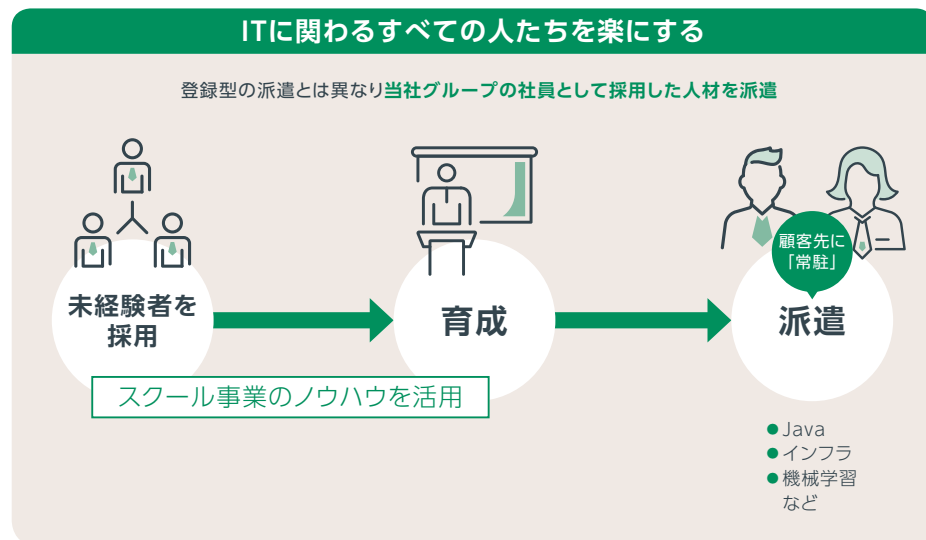 ITに関わるすべての人たちを楽にする
登録型の派遣とは異なり当社グループの社員として採用した人材を派遣
顧客先に
「常駐」
未経験者を
採用
育成
派遣
スクール事業のノウハウを活用
●Java
●インフラ
●機械学習
など